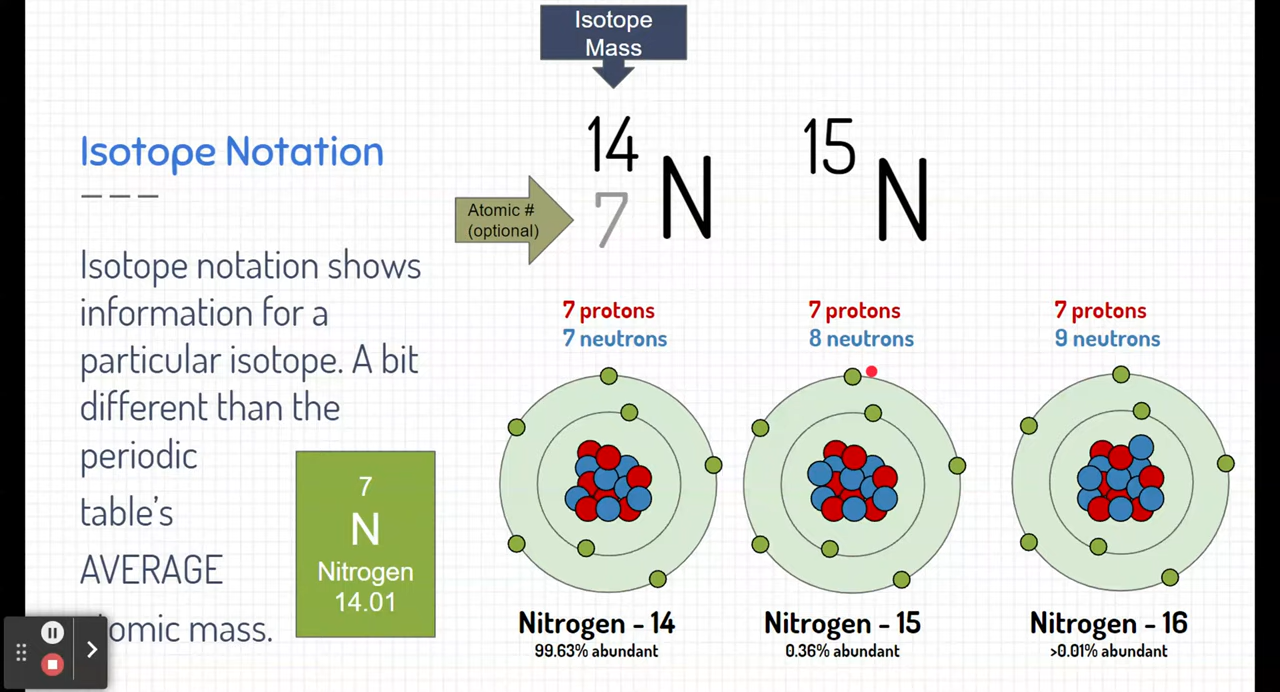 Isotope
Mass
Isotope Notation
14
7
N
15
N
Atomic #
(optional)
Isotope notation shows
information for a
particular isotope. A bit
different than the
periodic
table's
AVERAGE
tomic mass.
7
N
Nitrogen
14.01
7 protons
7 neutrons
7 protons
8 neutrons
7 protons
9 neutrons
Nitrogen - 14
99.63% abundant
Nitrogen - 15
0.36% abundant
Nitrogen - 16
>0.01% abundant